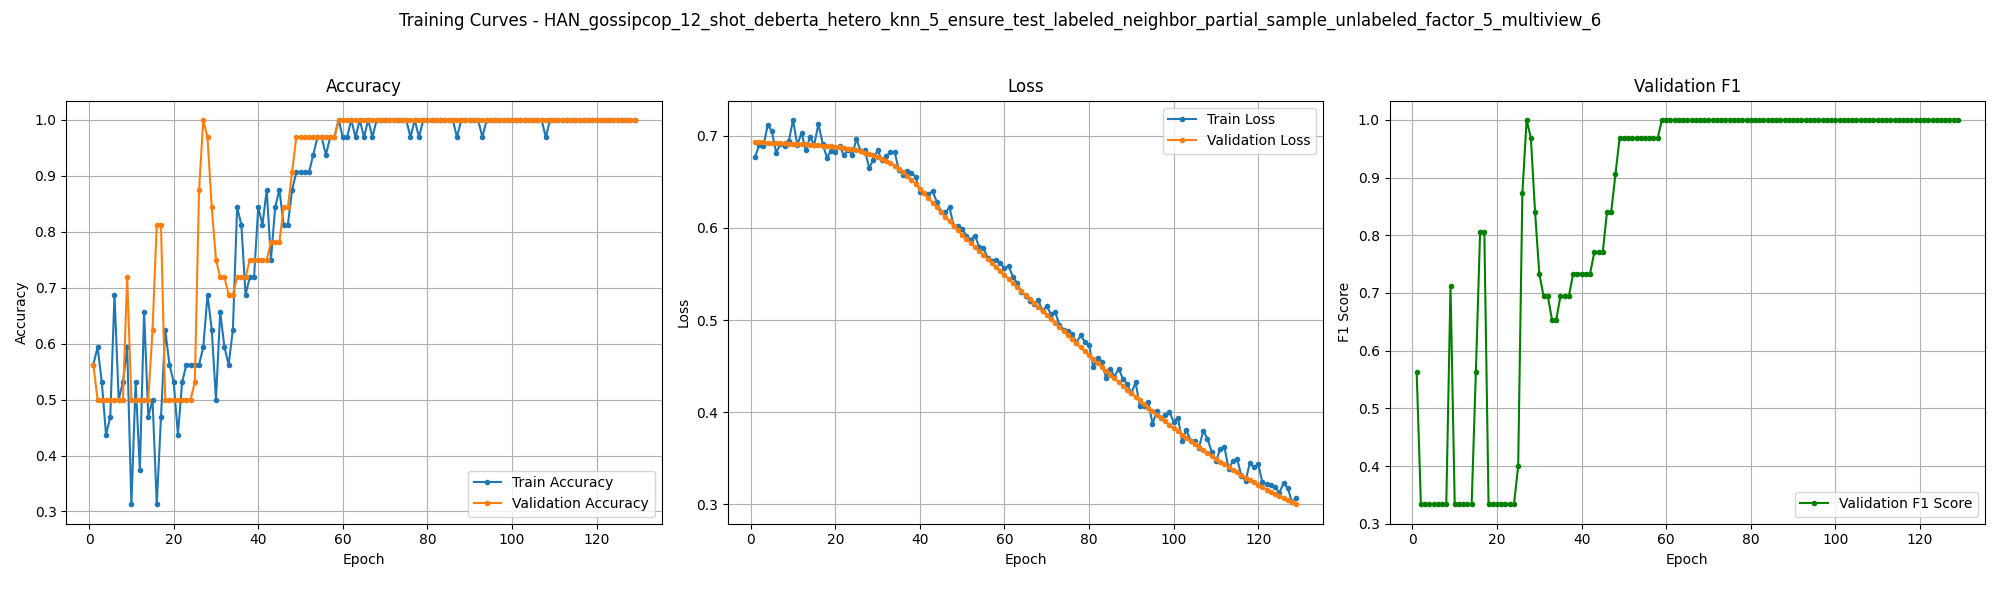 Training Curves - HAN_gossipcop_12_shot_deberta_hetero_knn_5_ensure_test_labeled_neighbor_partial_sample_unlabeled_factor_5_multiview_6
Accuracy
Accuracy
1.0
0.9
0.8
0.7
0.6
0.5
0.4
0.3
Train Accuracy
Validation Accuracy
0 20 40 60 80 100 120
Epoch
Loss
Loss
0.7
0.6
0.5
0.4
0.3
Train Loss
Validation Loss
0 20 40 60 80 100 120
Epoch
Validation F1
F1 Score
1.0
0.9
0.8
0.7
0.6
0.5
0.4
0.3
Validation F1 Score
0 20 40 60 80 100 120
Epoch